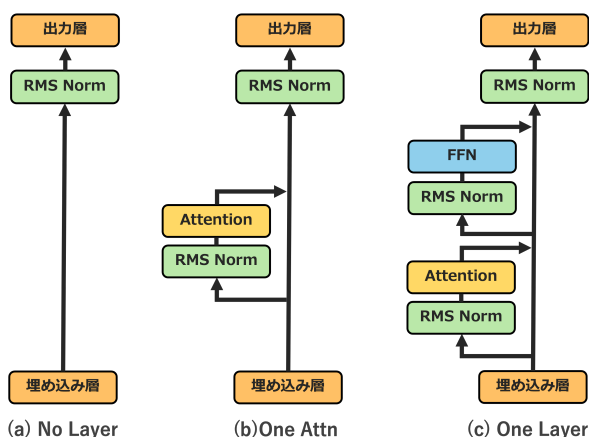 出力層
RMS Norm
埋め込み層
(a) No Layer
出力層
RMS Norm
Attention
RMS Norm
埋め込み層
(b)One Attn
出力層
RMS Norm
FFN
RMS Norm
Attention
RMS Norm
埋め込み層
(c) One Layer